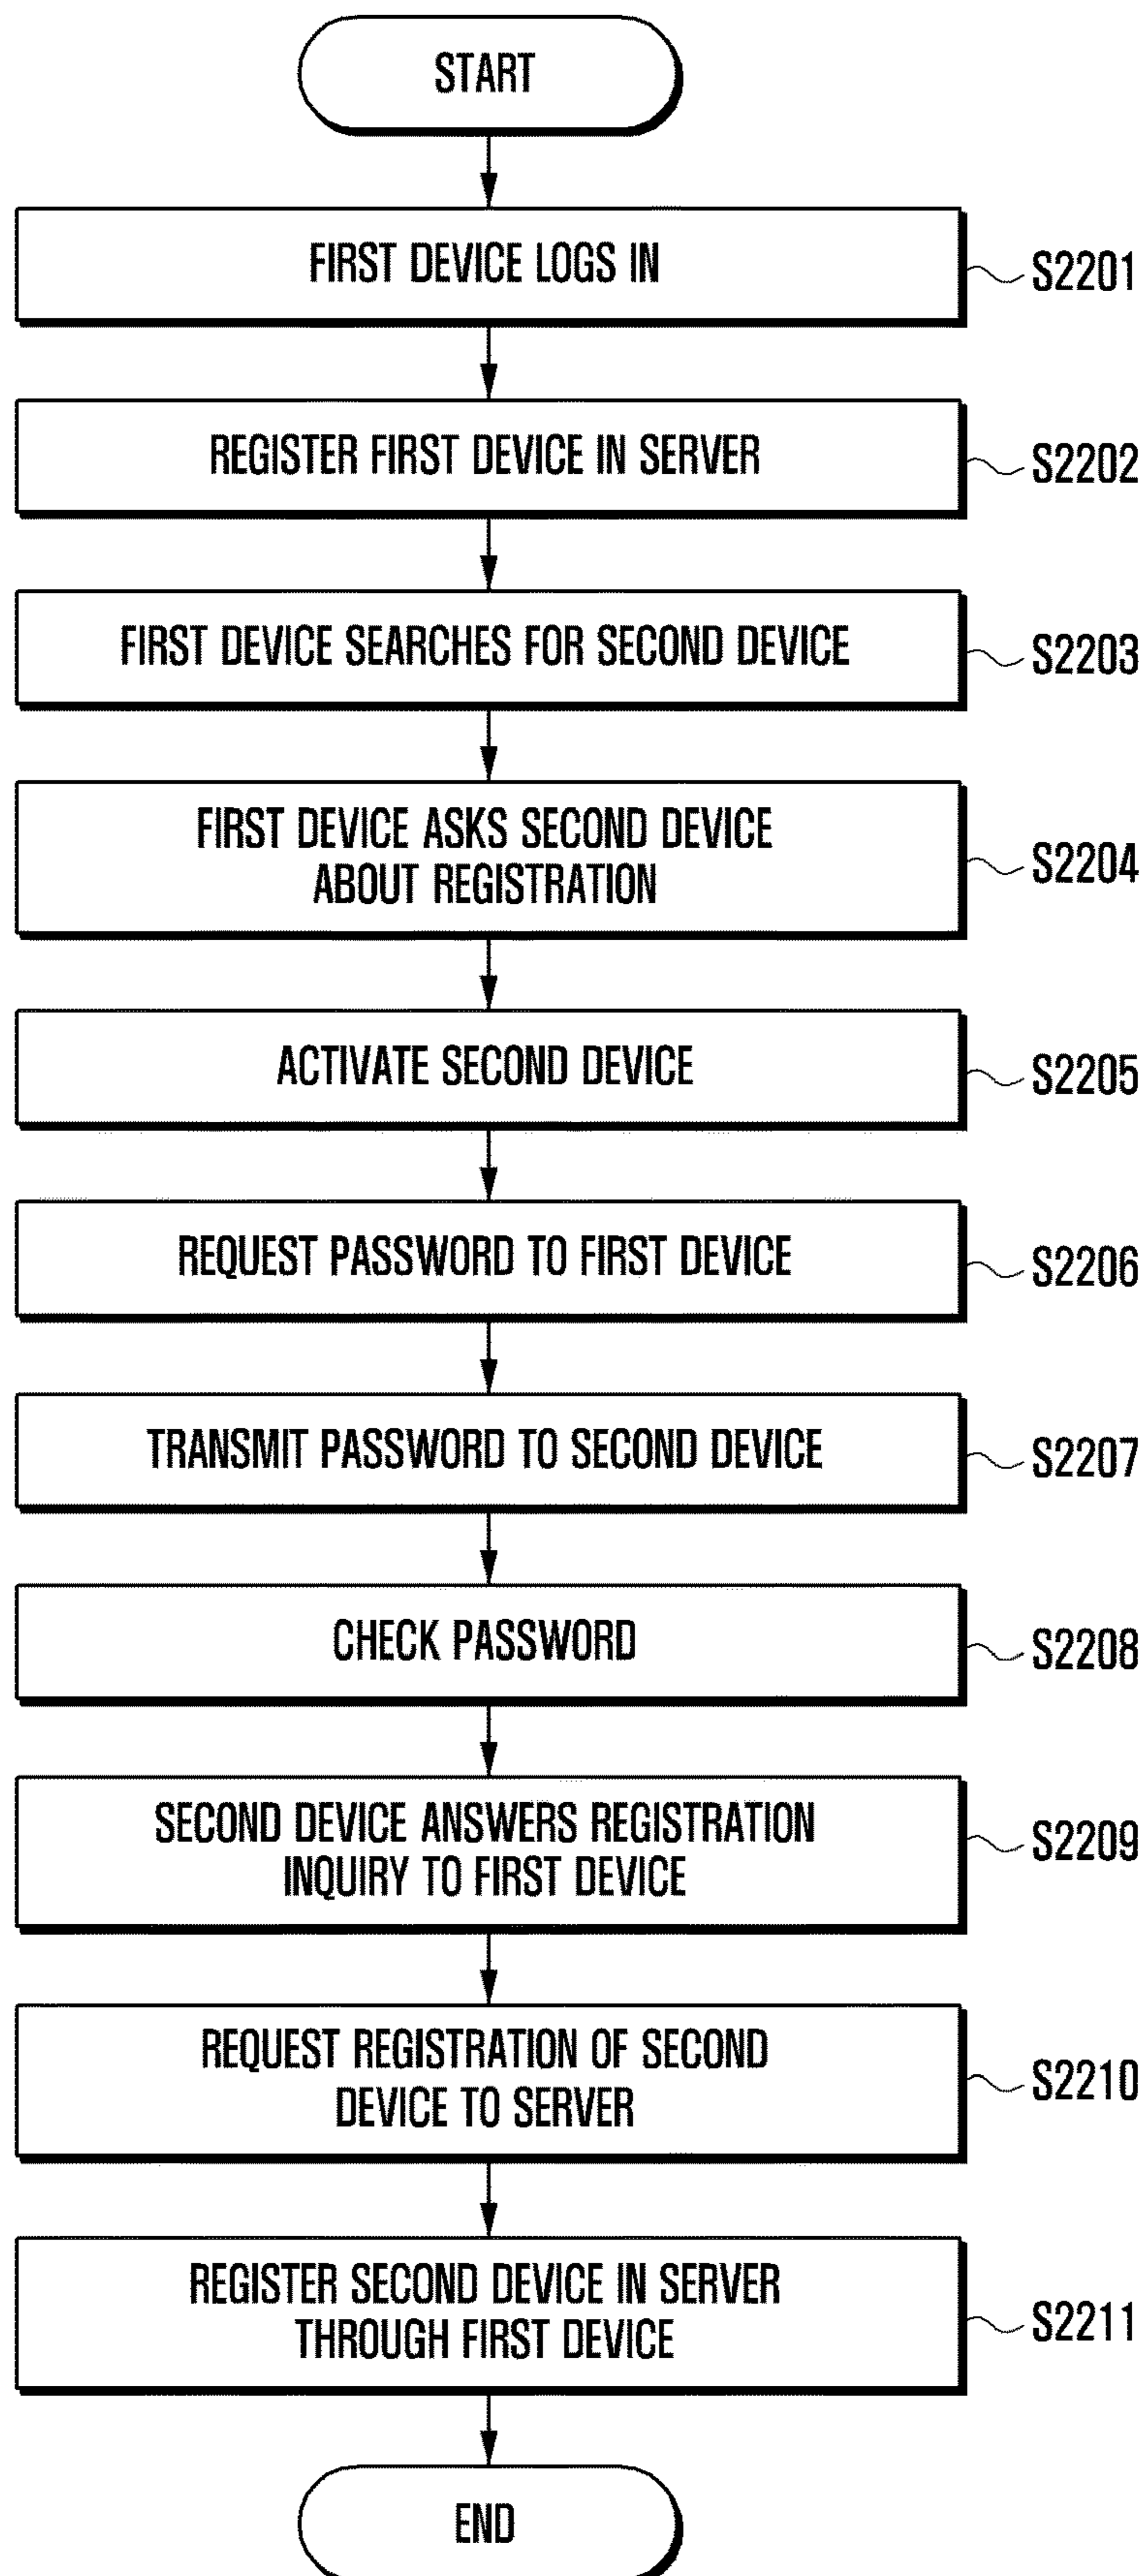 START
FIRST DEVICE LOGS IN
S2201
REGISTER FIRST DEVICE IN SERVER
S2202
FIRST DEVICE SEARCHES FOR SECOND DEVICE
S2203
FIRST DEVICE ASKS SECOND DEVICE
ABOUT REGISTRATION
S2204
ACTIVATE SECOND DEVICE
S2205
REQUEST PASSWORD TO FIRST DEVICE
S2206
TRANSMIT PASSWORD TO SECOND DEVICE
S2207
CHECK PASSWORD
S2208
SECOND DEVICE ANSWERS REGISTRATION
INQUIRY TO FIRST DEVICE
S2209
REQUEST REGISTRATION OF SECOND
DEVICE TO SERVER
S2210
REGISTER SECOND DEVICE IN SERVER
THROUGH FIRST DEVICE
S2211
END